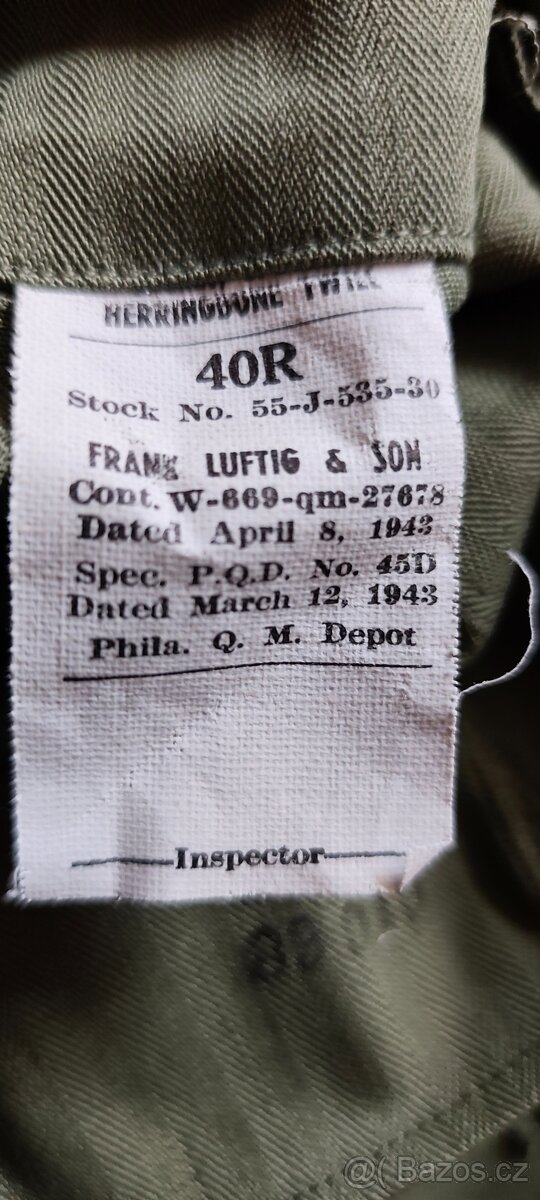 HERRINGBONE TWILL
40R
Stock No. 55-J-535-30
FRANK LUFTIG & SON
Cont. W-669-qm-27678
Dated April 8, 1943
Spec. P.Q.D. No. 45D
Dated March 12, 1943
Phila. Q. M. Depot
Inspector
Bazos.cz